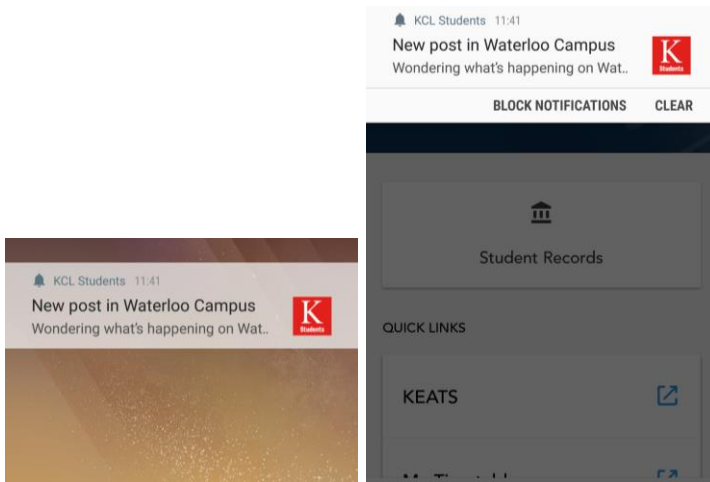 KCL Students 11:41
New post in Waterloo Campus
Wondering what's happening on Wat..
K
Students
KCL Students 11:41
New post in Waterloo Campus
Wondering what's happening on Wat..
K
Students
BLOCK NOTIFICATIONS CLEAR
Student Records
QUICK LINKS
KEATS